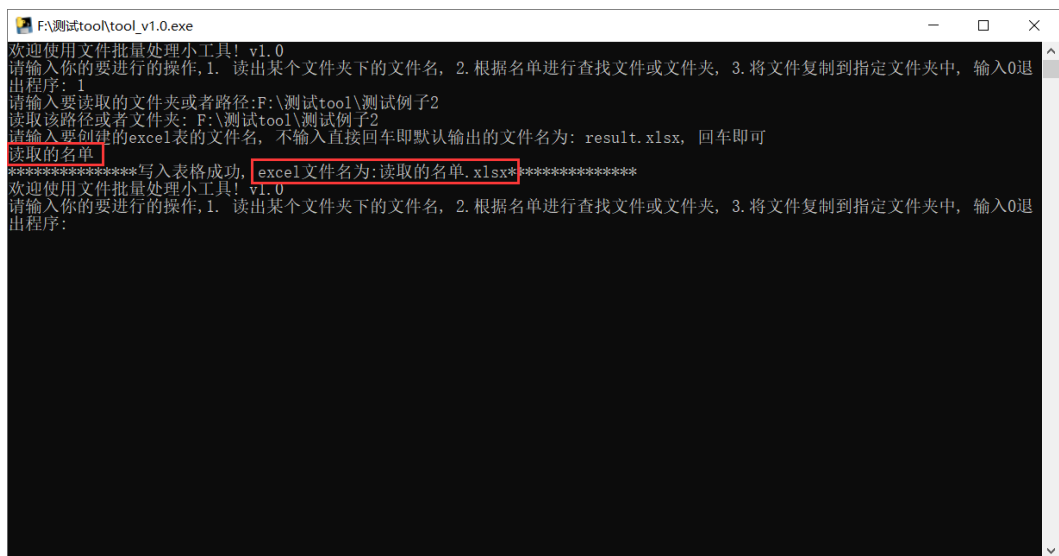 F:\测试tool\tool_v1.0.exe
欢迎使用文件批量处理小工具! v1.0
请输入你的要进行的操作,1. 读出某个文件夹下的文件名, 2.根据名单进行查找文件或文件夹, 3.将文件复制到指定文件夹中, 输入0退
出程序: 1
请输入要读取的文件夹或者路径:F:\测试tool\测试例子2
读取该路径或者文件夹: F:\测试tool\测试例子2
请输入要创建的excel表的文件名, 不输入直接回车即默认输出的文件名为: result.xlsx, 回车即可
读取的名单
***************写入表格成功, excel文件名为:读取的名单.xlsx***************
欢迎使用文件批量处理小工具! v1.0
请输入你的要进行的操作,1. 读出某个文件夹下的文件名, 2.根据名单进行查找文件或文件夹, 3.将文件复制到指定文件夹中, 输入0退
出程序: